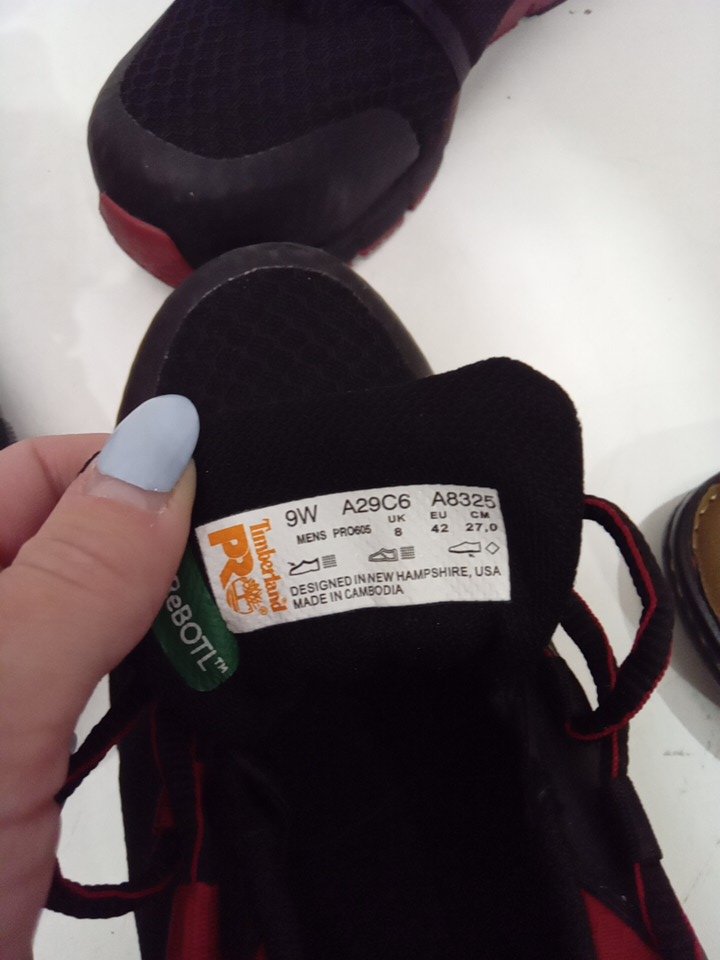 9W A29C6 A8325
MENS PRO605 UK EU CM
8 42 27,0
Timberland
PRO®
DESIGNED IN NEW HAMPSHIRE, USA
MADE IN CAMBODIA
ReBOTL™